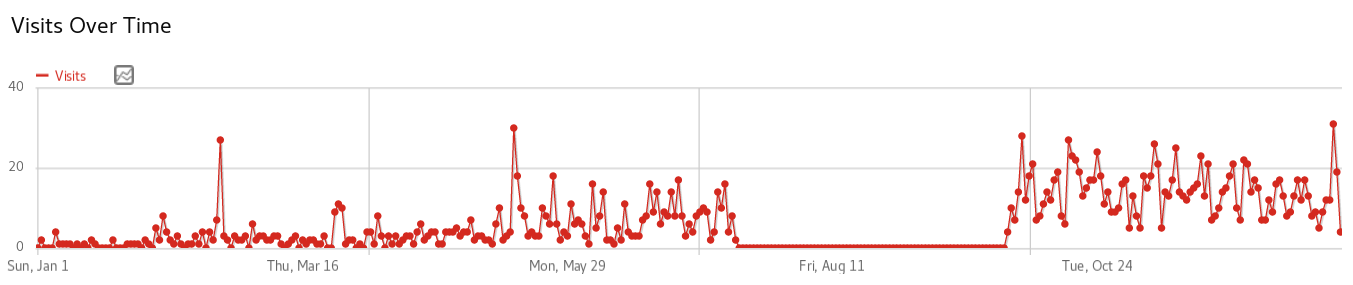 Visits Over Time
Visits
40
20
0
Sun, Jan 1 Thu, Mar 16 Mon, May 29 Fri, Aug 11 Tue, Oct 24